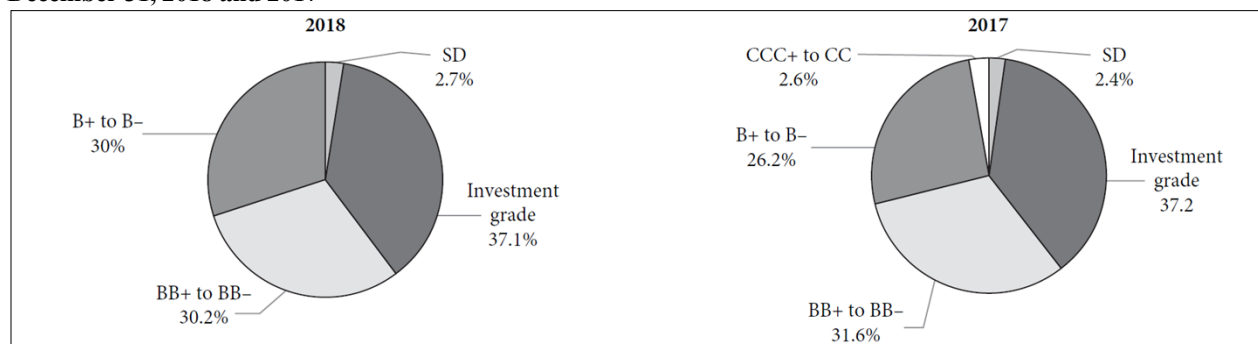 December 31, 2018 and 2017
2018
SD
2.7%
B+ to B–
30%
Investment
grade
37.1%
BB+ to BB–
30.2%
2017
CCC+ to CC
2.6%
SD
2.4%
B+ to B–
26.2%
Investment
grade
37.2
BB+ to BB–
31.6%